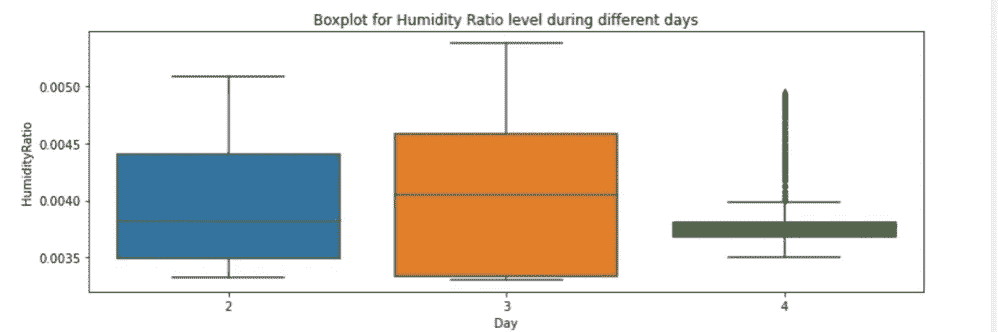 Boxplot for Humidity Ratio level during different days
0.0050
0.0045
0.0040
0.0035
HumidityRatio
2 3 4
Day